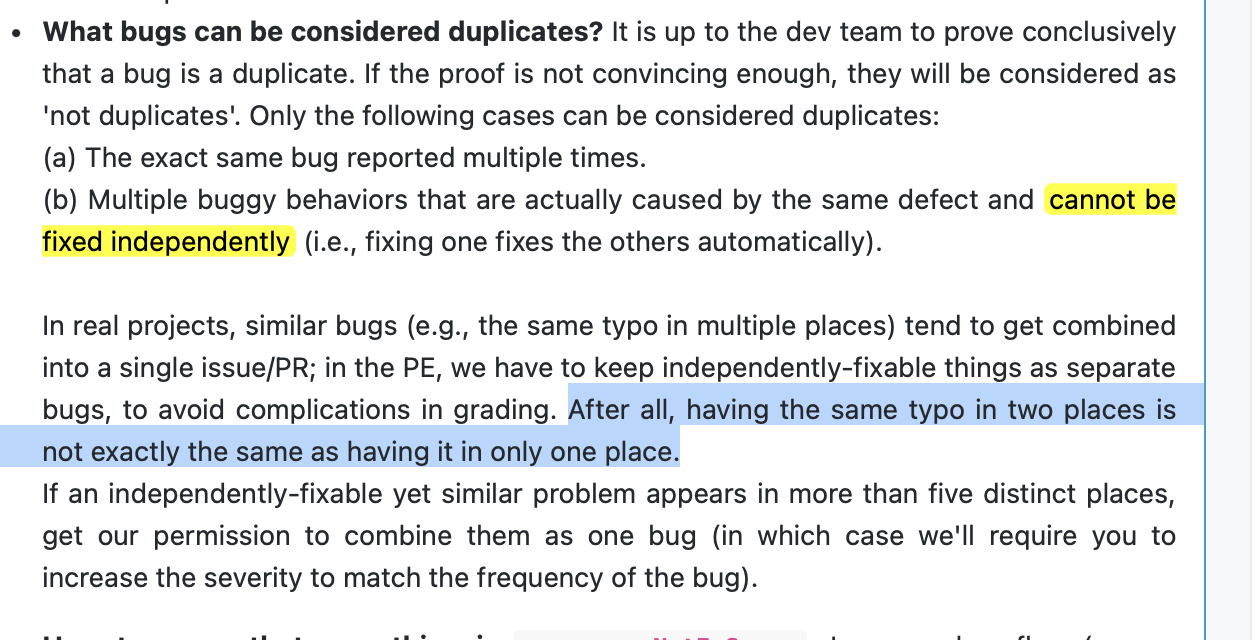 • What bugs can be considered duplicates? It is up to the dev team to prove conclusively
that a bug is a duplicate. If the proof is not convincing enough, they will be considered as
'not duplicates'. Only the following cases can be considered duplicates:
(a) The exact same bug reported multiple times.
(b) Multiple buggy behaviors that are actually caused by the same defect and cannot be
fixed independently (i.e., fixing one fixes the others automatically).
In real projects, similar bugs (e.g., the same typo in multiple places) tend to get combined
into a single issue/PR; in the PE, we have to keep independently-fixable things as separate
bugs, to avoid complications in grading. After all, having the same typo in two places is
not exactly the same as having it in only one place.
If an independently-fixable yet similar problem appears in more than five distinct places,
get our permission to combine them as one bug (in which case we'll require you to
increase the severity to match the frequency of the bug).